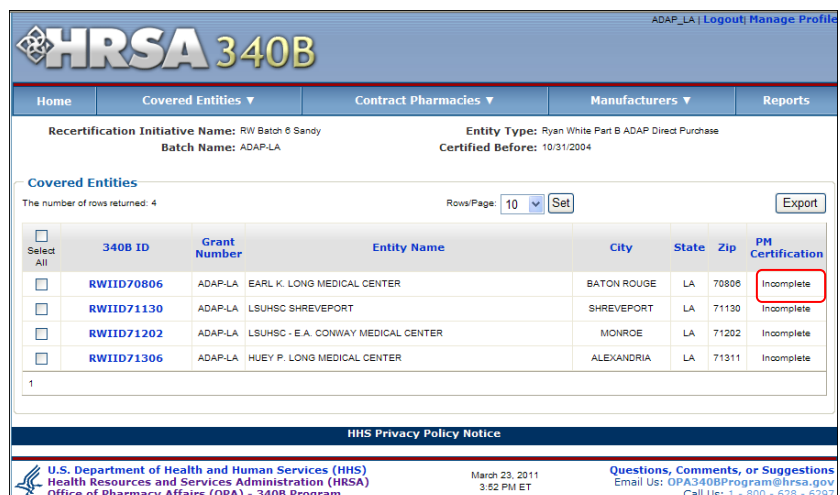 ADAP_LA | Logout| Manage Profile
HRSA 340B
Home Covered Entities ▼ Contract Pharmacies ▼ Manufacturers ▼ Reports
Recertification Initiative Name: RW Batch 6 Sandy Entity Type: Ryan White Part B ADAP Direct Purchase
Batch Name: ADAP-LA Certified Before: 10/31/2004
Covered Entities
The number of rows returned: 4 Rows/Page: 10 Set Export
Select All 340B ID Grant Number Entity Name City State Zip PM Certification
RWIID70806 ADAP-LA EARL K. LONG MEDICAL CENTER BATON ROUGE LA 70806 Incomplete
RWIID71130 ADAP-LA LSUHSC SHREVEPORT SHREVEPORT LA 71130 Incomplete
RWIID71202 ADAP-LA LSUHSC - E.A. CONWAY MEDICAL CENTER MONROE LA 71202 Incomplete
RWIID71306 ADAP-LA HUEY P. LONG MEDICAL CENTER ALEXANDRIA LA 71311 Incomplete
1
HHS Privacy Policy Notice
U.S. Department of Health and Human Services (HHS) March 23, 2011 Questions, Comments, or Suggestions
Health Resources and Services Administration (HRSA) 3:52 PM ET Email Us: OPA340BProgram@hrsa.gov
Office of Pharmacy Affairs (OPA) - 340B Program Call Us: 1 - 800 - 628 - 6297